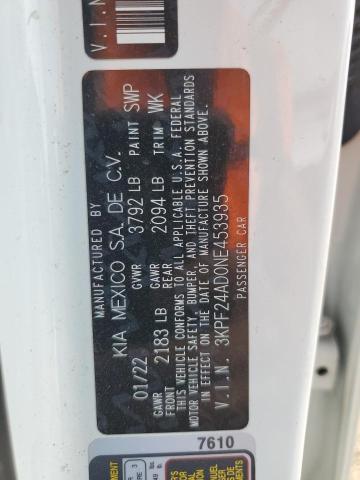 V.I.N
MANUFACTURED BY
KIA MEXICO S.A. DE C.V.
GVWR PAINT SWP
01/22 3792 LB
GAWR GAWR TRIM WK
FRONT 2183 LB REAR 2094 LB
THIS VEHICLE CONFORMS TO ALL APPLICABLE U.S.A. FEDERAL
MOTOR VEHICLE SAFETY, BUMPER, AND THEFT PREVENTION STANDARDS
IN EFFECT ON THE DATE OF MANUFACTURE SHOWN ABOVE.
V.I.N. 3KPF24AD0NE453935
PASSENGER CAR
7610